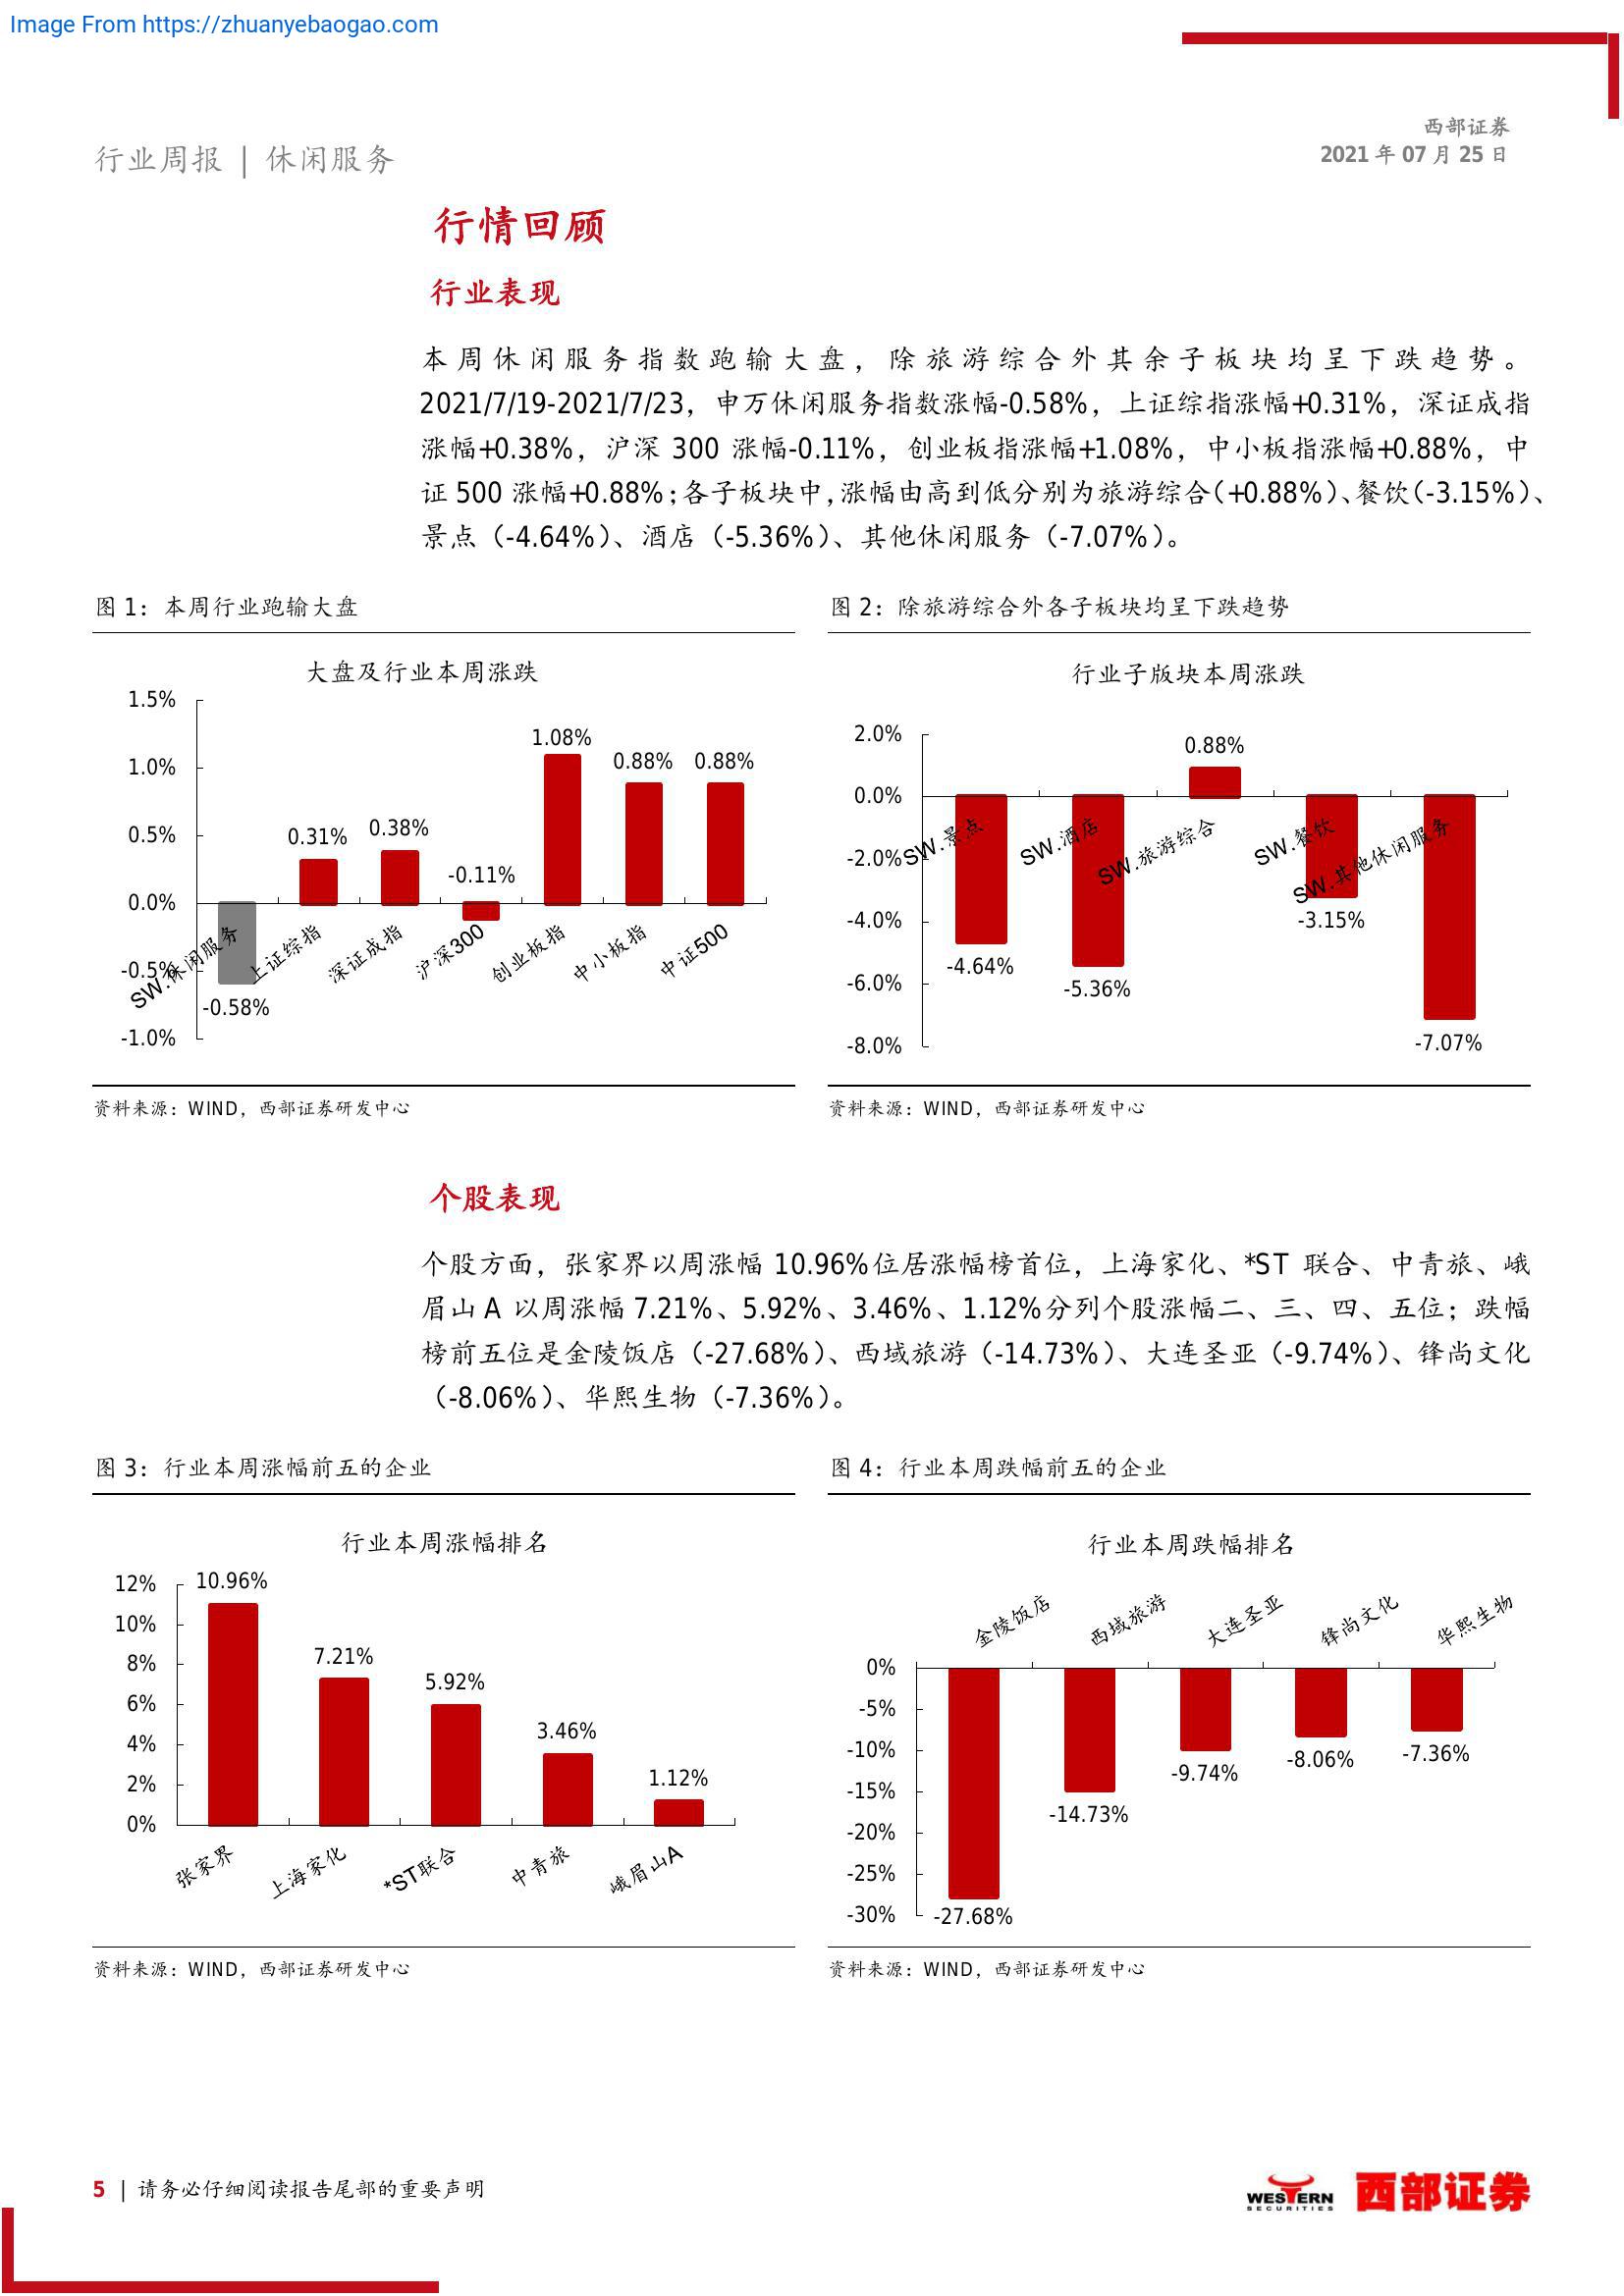 Image From https://zhuanyebaogao.com
西部证券
2021 年 07 月 25 日
行业周报 | 休闲服务
行情回顾
行业表现
本周休闲服务指数跑输大盘，除旅游综合外其余子板块均呈下跌趋势。
2021/7/19-2021/7/23，申万休闲服务指数涨幅-0.58%，上证综指涨幅+0.31%，深证成指
涨幅+0.38%，沪深 300 涨幅-0.11%，创业板指涨幅+1.08%，中小板指涨幅+0.88%，中
证 500 涨幅+0.88%；各子板块中，涨幅由高到低分别为旅游综合（+0.88%）、餐饮（-3.15%）、
景点（-4.64%）、酒店（-5.36%）、其他休闲服务（-7.07%）。
图 1：本周行业跑输大盘
大盘及行业本周涨跌
1.5%
1.0%
0.5%
0.0%
-0.5%
-1.0%
-0.58%
0.31%
0.38%
-0.11%
1.08%
0.88%
0.88%
SW.休闲服务
上证综指
深证成指
沪深300
创业板指
中小板指
中证500
资料来源：WIND，西部证券研发中心
图 2：除旅游综合外各子板块均呈下跌趋势
行业子版块本周涨跌
2.0%
0.0%
-2.0%
-4.0%
-6.0%
-8.0%
-4.64%
-5.36%
0.88%
-3.15%
-7.07%
SW.景点
SW.酒店
SW.旅游综合
SW.餐饮
SW.其他休闲服务
资料来源：WIND，西部证券研发中心
个股表现
个股方面，张家界以周涨幅 10.96%位居涨幅榜首位，上海家化、*ST 联合、中青旅、峨
眉山 A 以周涨幅 7.21%、5.92%、3.46%、1.12%分列个股涨幅二、三、四、五位；跌幅
榜前五位是金陵饭店（-27.68%）、西域旅游（-14.73%）、大连圣亚（-9.74%）、锋尚文化
（-8.06%）、华熙生物（-7.36%）。
图 3：行业本周涨幅前五的企业
行业本周涨幅排名
12%
10%
8%
6%
4%
2%
0%
10.96%
7.21%
5.92%
3.46%
1.12%
张家界
上海家化
*ST联合
中青旅
峨眉山A
资料来源：WIND，西部证券研发中心
图 4：行业本周跌幅前五的企业
行业本周跌幅排名
金陵饭店
西域旅游
大连圣亚
锋尚文化
华熙生物
0%
-5%
-10%
-15%
-20%
-25%
-30%
-27.68%
-14.73%
-9.74%
-8.06%
-7.36%
资料来源：WIND，西部证券研发中心
5 | 请务必仔细阅读报告尾部的重要声明
WESTERN
SECURITIES
西部证券